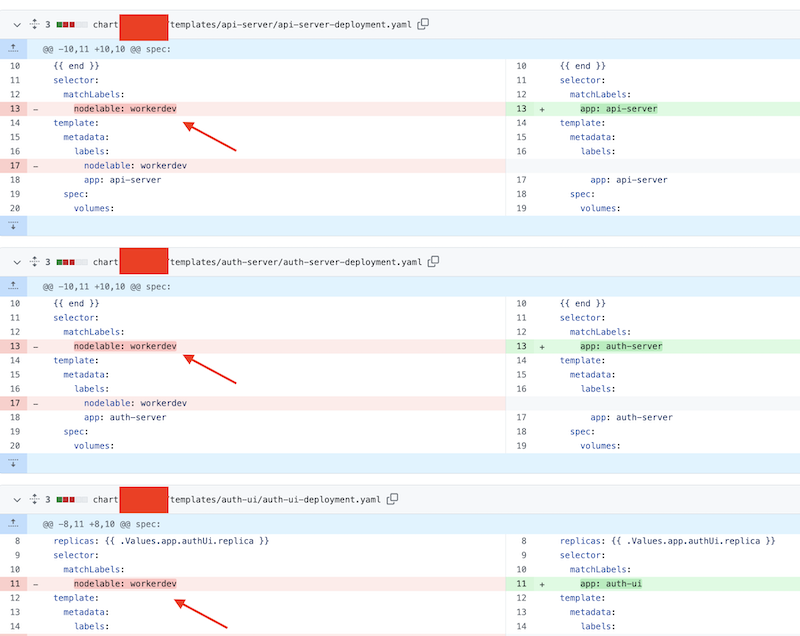 3 chart /templates/api-server/api-server-deployment.yaml
@@ -10,11 +10,10 @@ spec:
10 {{ end }} 10 {{ end }}
11 selector: 11 selector:
12 matchLabels: 12 matchLabels:
13 - nodelable: workerdev 13 + app: api-server
14 template: 14 template:
15 metadata: 15 metadata:
16 labels: 16 labels:
17 - nodelable: workerdev
18 app: api-server 17 app: api-server
19 spec: 18 spec:
20 volumes: 19 volumes:
3 chart /templates/auth-server/auth-server-deployment.yaml
@@ -10,11 +10,10 @@ spec:
10 {{ end }} 10 {{ end }}
11 selector: 11 selector:
12 matchLabels: 12 matchLabels:
13 - nodelable: workerdev 13 + app: auth-server
14 template: 14 template:
15 metadata: 15 metadata:
16 labels: 16 labels:
17 - nodelable: workerdev
18 app: auth-server 17 app: auth-server
19 spec: 18 spec:
20 volumes: 19 volumes:
3 chart /templates/auth-ui/auth-ui-deployment.yaml
@@ -8,11 +8,10 @@ spec:
8 replicas: {{ .Values.app.authUi.replica }} 8 replicas: {{ .Values.app.authUi.replica }}
9 selector: 9 selector:
10 matchLabels: 10 matchLabels:
11 - nodelable: workerdev 11 + app: auth-ui
12 template: 12 template:
13 metadata: 13 metadata:
14 labels: 14 labels: